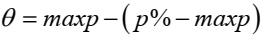 θ = maxp − ( p% − maxp )